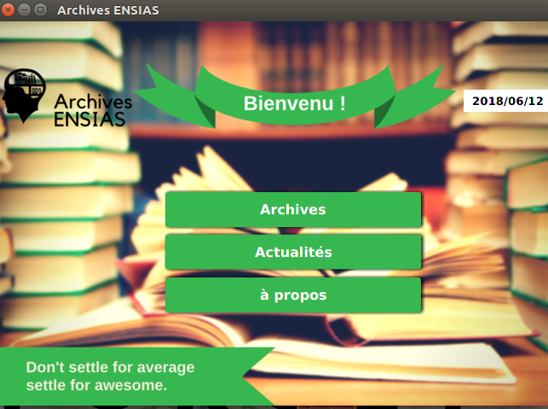 Archives ENSIAS
Bienvenu !
Archives
ENSIAS
2018/06/12
Archives
Actualités
à propos
Don't settle for average
settle for awesome.